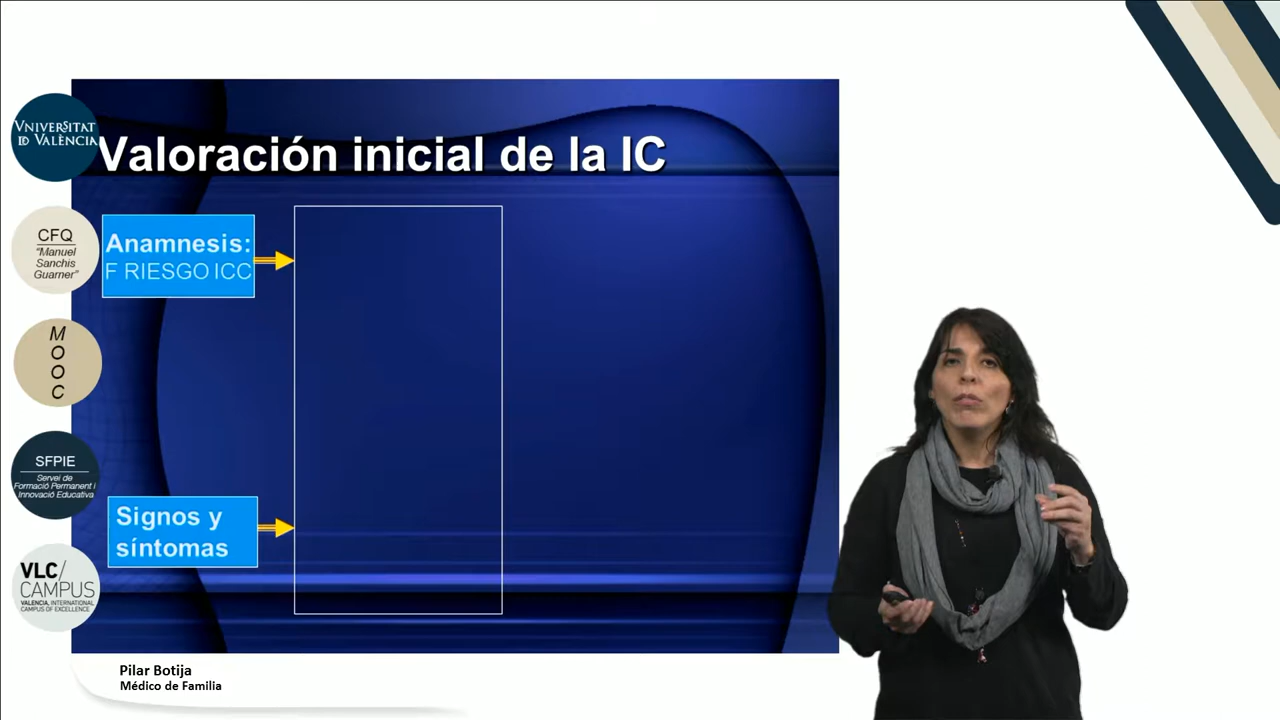 Valoración inicial de la IC
VNIVERSITAT
ID VALÈNCIA
Anamnesis:
F RIESGO ICC
CFQ
"Manuel
Sanchis
Guarner"
M
O
O
C
SFPIE
Servei de
Formació Permanent i
Innovació Educativa
Signos y
síntomas
VLC/
CAMPUS
VALENCIA, INTERNATIONAL
CAMPUS OF EXCELLENCE
Pilar Botija
Médico de Familia